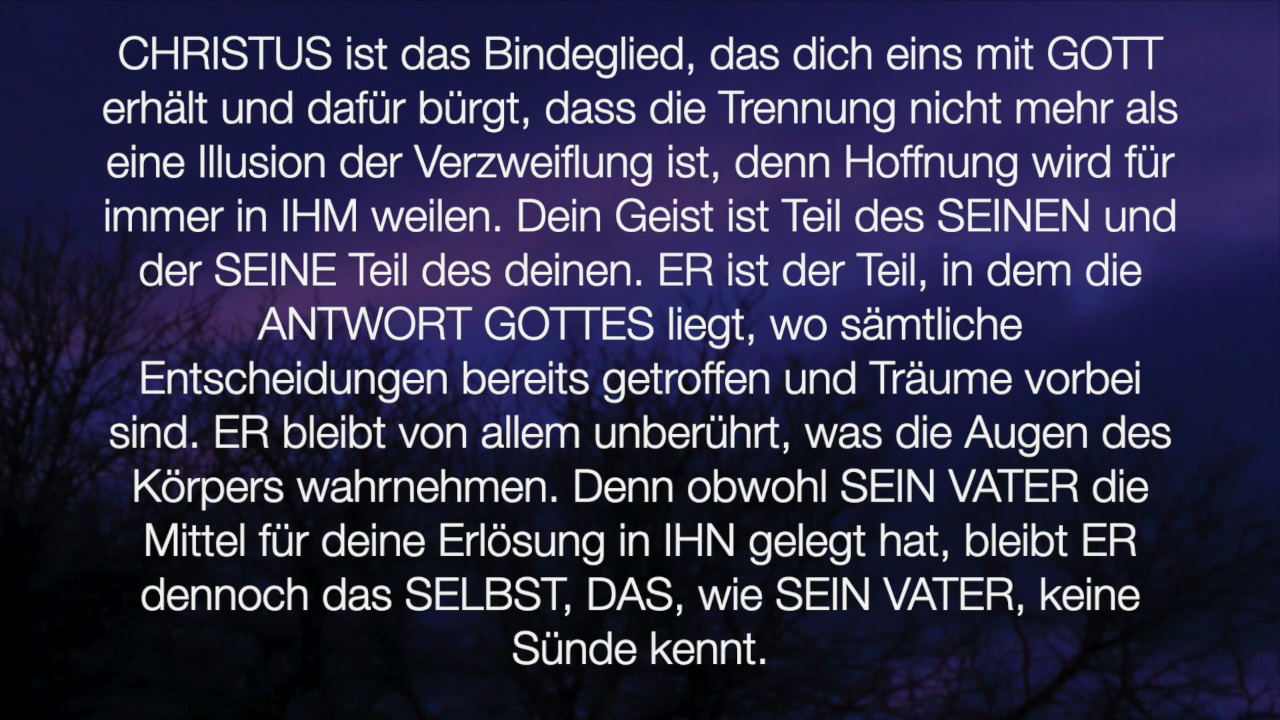 CHRISTUS ist das Bindeglied, das dich eins mit GOTT
erhält und dafür bürgt, dass die Trennung nicht mehr als
eine Illusion der Verzweiflung ist, denn Hoffnung wird für
immer in IHM weilen. Dein Geist ist Teil des SEINEN und
der SEINE Teil des deinen. ER ist der Teil, in dem die
ANTWORT GOTTES liegt, wo sämtliche
Entscheidungen bereits getroffen und Träume vorbei
sind. ER bleibt von allem unberührt, was die Augen des
Körpers wahrnehmen. Denn obwohl SEIN VATER die
Mittel für deine Erlösung in IHN gelegt hat, bleibt ER
dennoch das SELBST, DAS, wie SEIN VATER, keine
Sünde kennt.